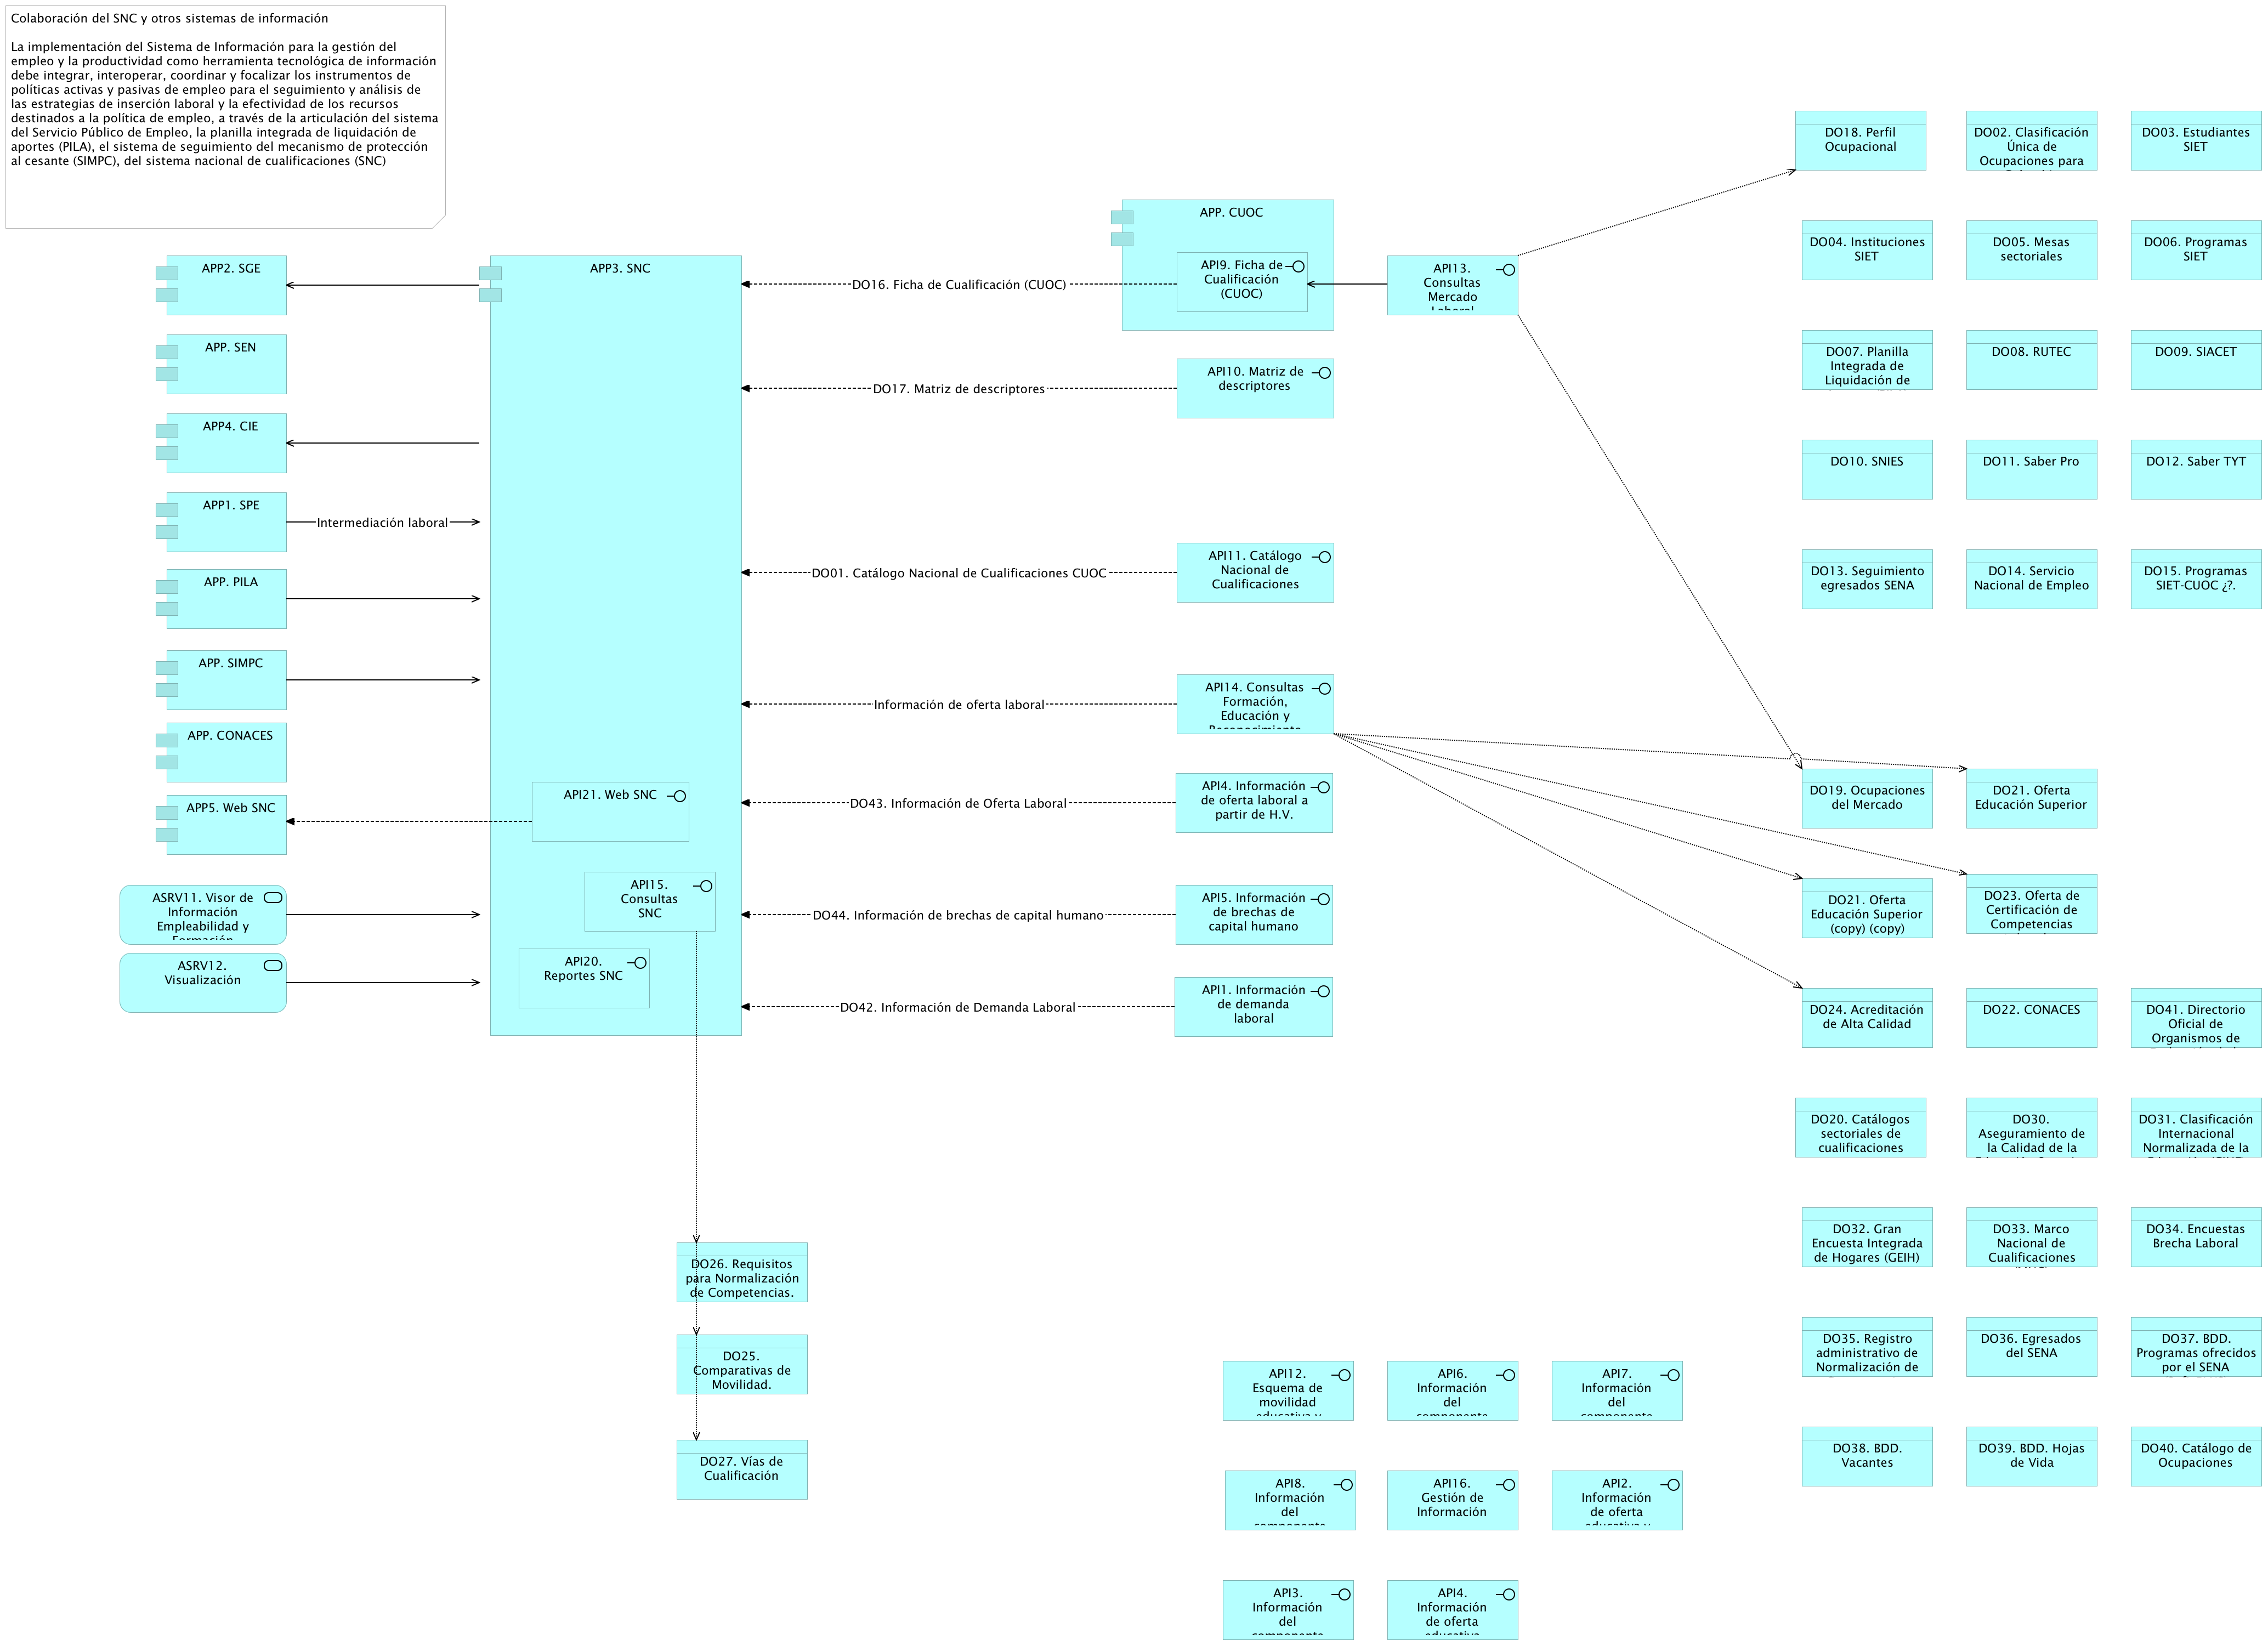 Colaboración del SNC y otros sistemas de información
La implementación del Sistema de Información para la gestión del
empleo y la productividad como herramienta tecnológica de información
debe integrar, interoperar, coordinar y focalizar los instrumentos de
políticas activas y pasivas de empleo para el seguimiento y análisis de
las estrategias de inserción laboral y la efectividad de los recursos
destinados a la política de empleo, a través de la articulación del sistema
del Servicio Público de Empleo, la planilla integrada de liquidación de
aportes (PILA), el sistema de seguimiento del mecanismo de protección
al cesante (SIMPC), del sistema nacional de cualificaciones (SNC)
APP2. SGE
APP. SEN
APP4. CIE
APP1. SPE
Intermediación laboral
APP. PILA
APP. SIMPC
APP. CONACES
APP5. Web SNC
ASRV11. Visor de
Información
Empleabilidad y
Formación
ASRV12.
Visualización
APP3. SNC
API21. Web SNC
API15.
Consultas
SNC
API20.
Reportes SNC
DO16. Ficha de Cualificación (CUOC)
DO17. Matriz de descriptores
DO01. Catálogo Nacional de Cualificaciones CUOC
Información de oferta laboral
DO43. Información de Oferta Laboral
DO44. Información de brechas de capital humano
DO42. Información de Demanda Laboral
APP. CUOC
API9. Ficha de
Cualificación
(CUOC)
API13.
Consultas
Mercado
Laboral
API10. Matriz de
descriptores
API11. Catálogo
Nacional de
Cualificaciones
API14. Consultas
Formación,
Educación y
Reconocimiento
API4. Información
de oferta laboral a
partir de H.V.
API5. Información
de brechas de
capital humano
API1. Información
de demanda
laboral
DO26. Requisitos
para Normalización
de Competencias.
DO25.
Comparativas de
Movilidad.
DO27. Vías de
Cualificación
DO18. Perfil
Ocupacional
DO02. Clasificación
Única de
Ocupaciones para
DO03. Estudiantes
SIET
DO04. Instituciones
SIET
DO05. Mesas
sectoriales
DO06. Programas
SIET
DO07. Planilla
Integrada de
Liquidación de
DO08. RUTEC
DO09. SIACET
DO10. SNIES
DO11. Saber Pro
DO12. Saber TYT
DO13. Seguimiento
egresados SENA
DO14. Servicio
Nacional de Empleo
DO15. Programas
SIET-CUOC ¿?.
DO19. Ocupaciones
del Mercado
DO21. Oferta
Educación Superior
DO21. Oferta
Educación Superior
(copy) (copy)
DO23. Oferta de
Certificación de
Competencias
DO24. Acreditación
de Alta Calidad
DO22. CONACES
DO41. Directorio
Oficial de
Organismos de
DO20. Catálogos
sectoriales de
cualificaciones
DO30.
Aseguramiento de
la Calidad de la
DO31. Clasificación
Internacional
Normalizada de la
DO32. Gran
Encuesta Integrada
de Hogares (GEIH)
DO33. Marco
Nacional de
Cualificaciones
DO34. Encuestas
Brecha Laboral
DO35. Registro
administrativo de
Normalización de
DO36. Egresados
del SENA
DO37. BDD.
Programas ofrecidos
por el SENA
DO38. BDD.
Vacantes
DO39. BDD. Hojas
de Vida
DO40. Catálogo de
Ocupaciones
API12.
Esquema de
movilidad
educativa y
API6.
Información
del
componente
API7.
Información
del
componente
API8.
Información
del
componente
API16.
Gestión de
Información
API2.
Información
de oferta
educativa y
API3.
Información
del
componente
API4.
Información
de oferta
educativa